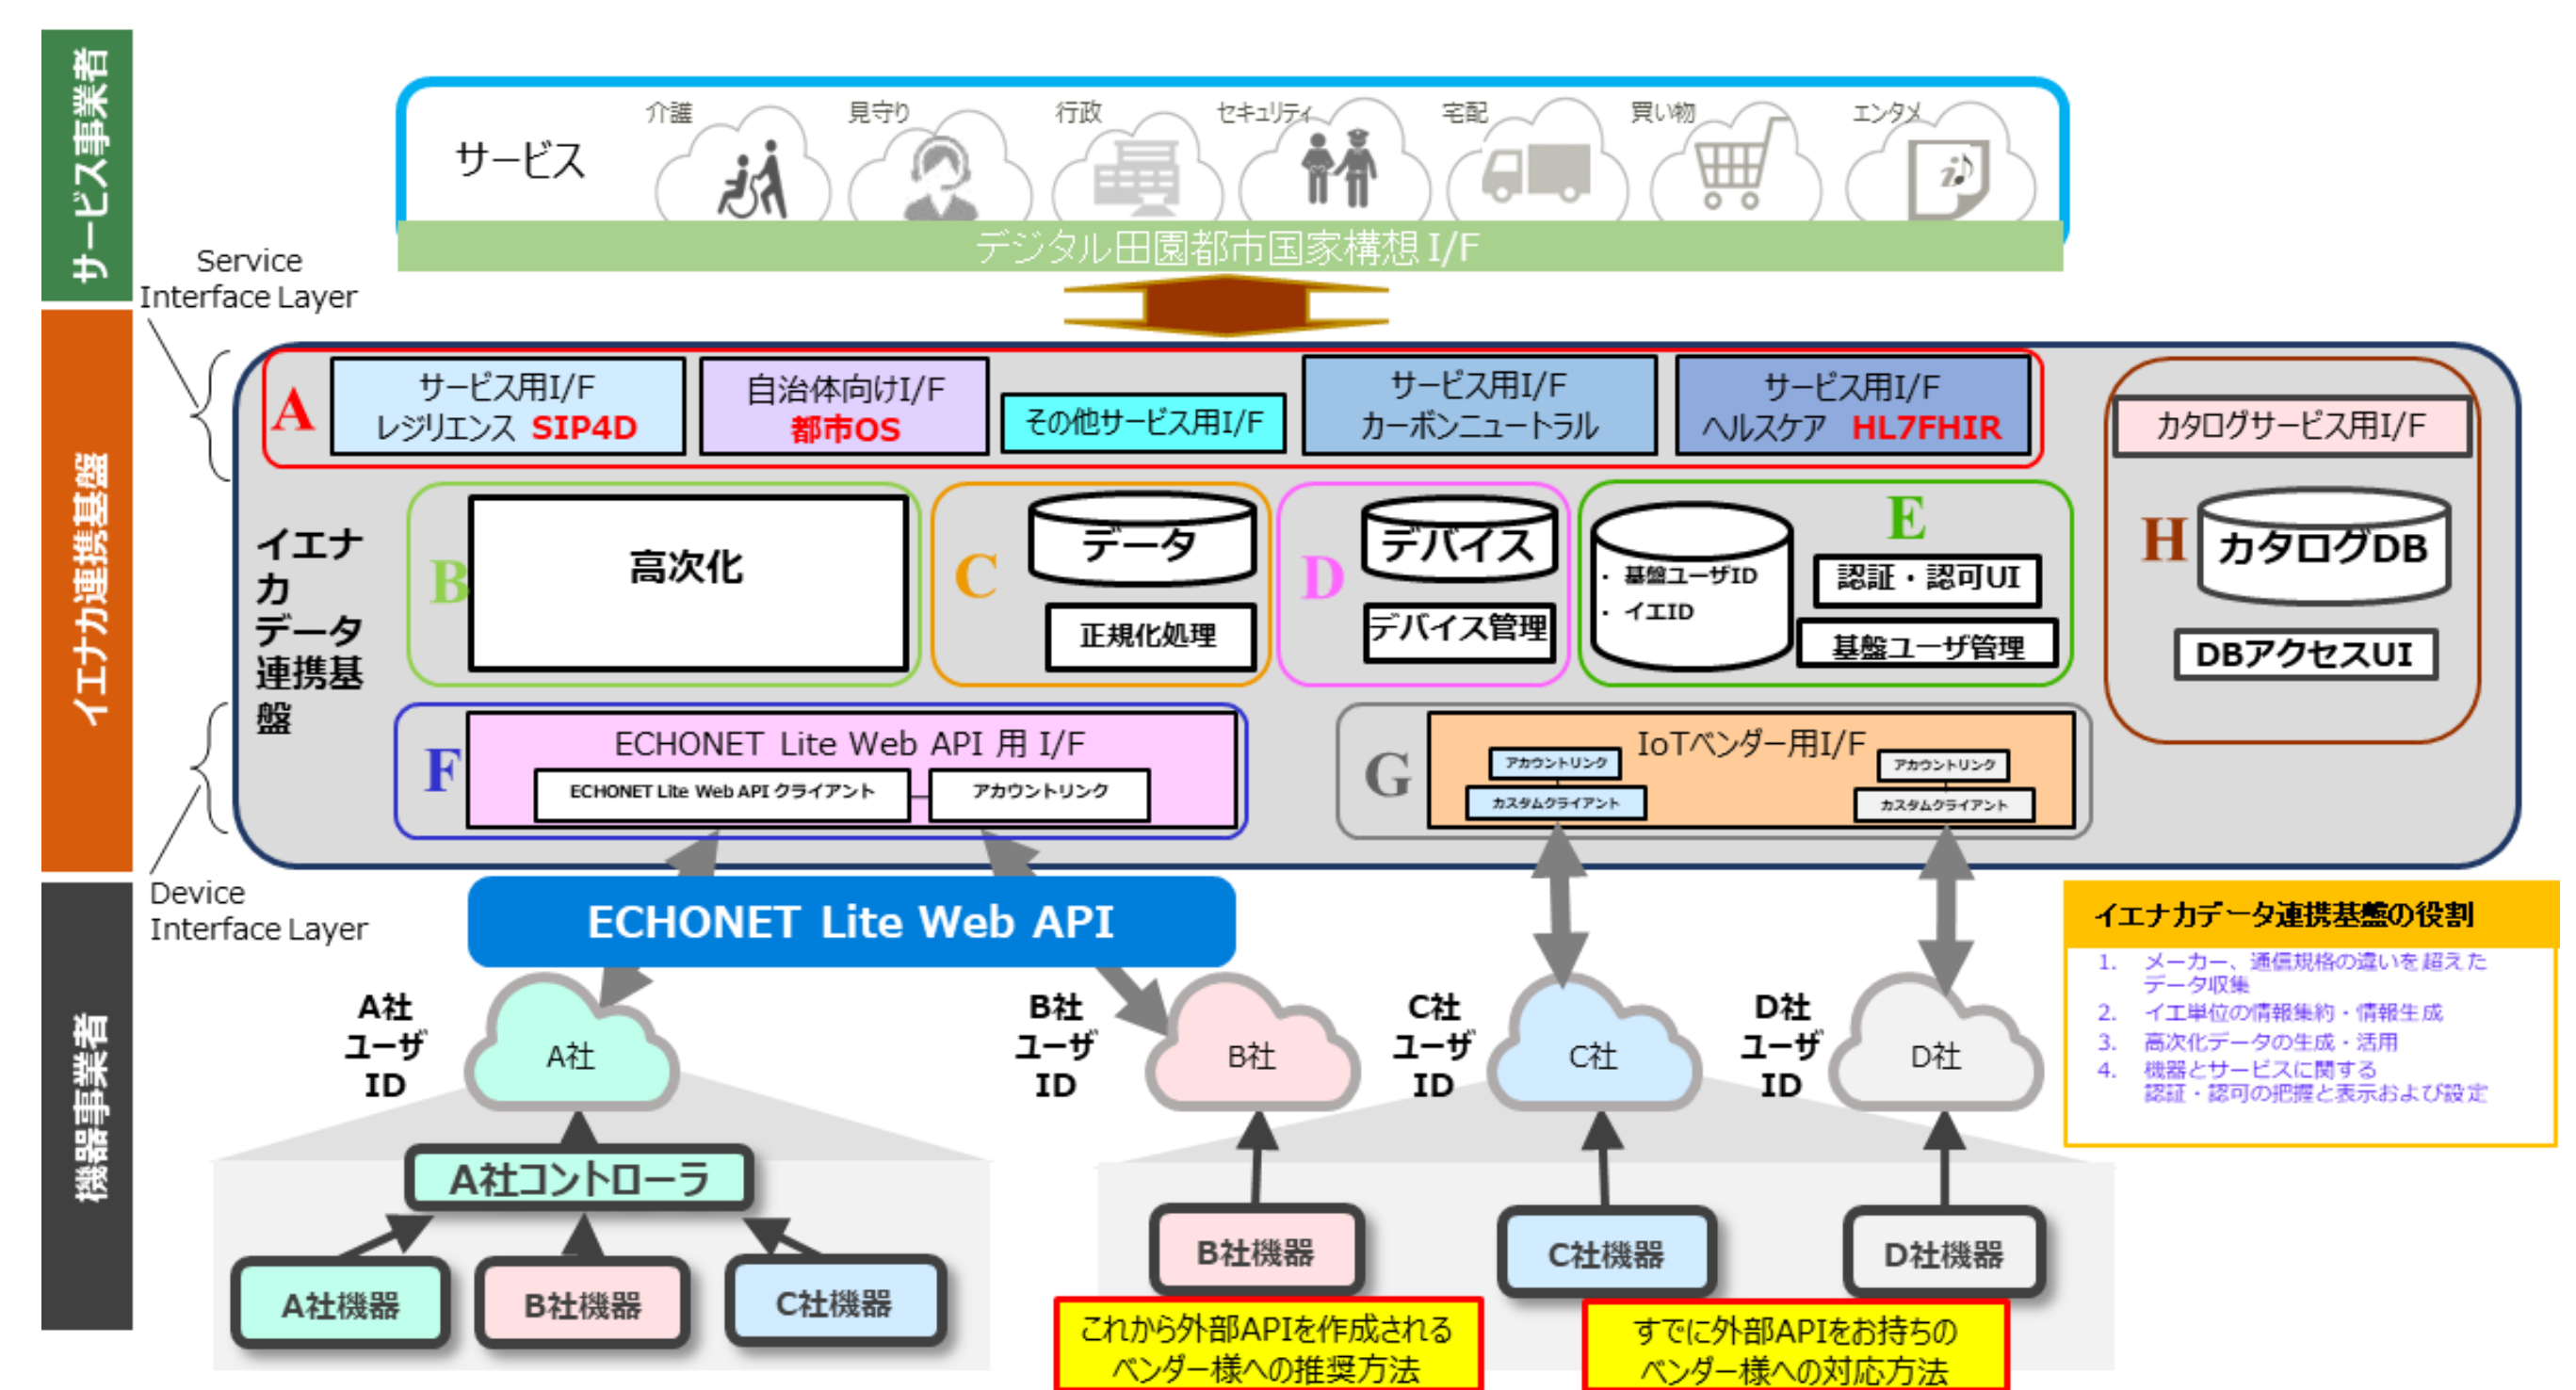 サービス事業者
サービス
介護
見守り
行政
セキュリティ
宅配
買い物
エンタメ
デジタル田園都市国家構想 I/F
Service
Interface Layer
イエナカ連携基盤
A
サービス用I/F
レジリエンス SIP4D
自治体向けI/F
都市OS
その他サービス用I/F
サービス用I/F
カーボンニュートラル
サービス用I/F
ヘルスケア HL7FHIR
カタログサービス用I/F
イエナ
カ
データ
連携基
盤
B
高次化
C
データ
正規化処理
D
デバイス
デバイス管理
E
・ 基盤ユーザID
・ イエID
認証・認可UI
基盤ユーザ管理
H
カタログDB
DBアクセスUI
F
ECHONET Lite Web API 用 I/F
ECHONET Lite Web API クライアント
アカウントリンク
G
IoTベンダー用I/F
アカウントリンク
カスタムクライアント
アカウントリンク
カスタムクライアント
Device
Interface Layer
ECHONET Lite Web API
機器事業者
A社
ユーザ
ID
A社
B社
ユーザ
ID
B社
C社
ユーザ
ID
C社
D社
ユーザ
ID
D社
イエナカデータ連携基盤の役割
1. メーカー、通信規格の違いを超えた
データ収集
2. イエ単位の情報集約・情報生成
3. 高次化データの生成・活用
4. 機器とサービスに関する
認証・認可の把握と表示および設定
A社コントローラ
A社機器
B社機器
C社機器
B社機器
C社機器
D社機器
これから外部APIを作成される
ベンダー様への推奨方法
すでに外部APIをお持ちの
ベンダー様への対応方法